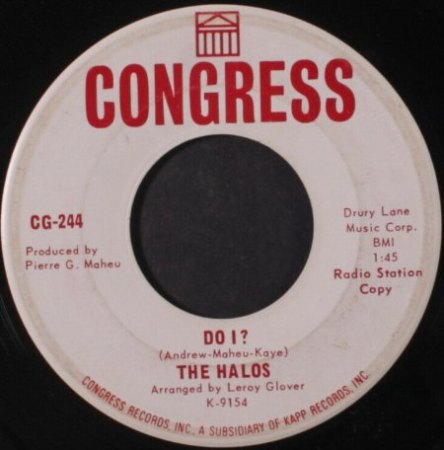 CONGRESS
CG-244
Produced by
Pierre G. Maheu
Drury Lane
Music Corp.
BMI
1:45
Radio Station
Copy
DO I?
(Andrew-Maheu-Kaye)
THE HALOS
Arranged by Leroy Glover
K-9154
CONGRESS RECORDS, INC. A SUBSIDIARY OF KAPP RECORDS, INC.